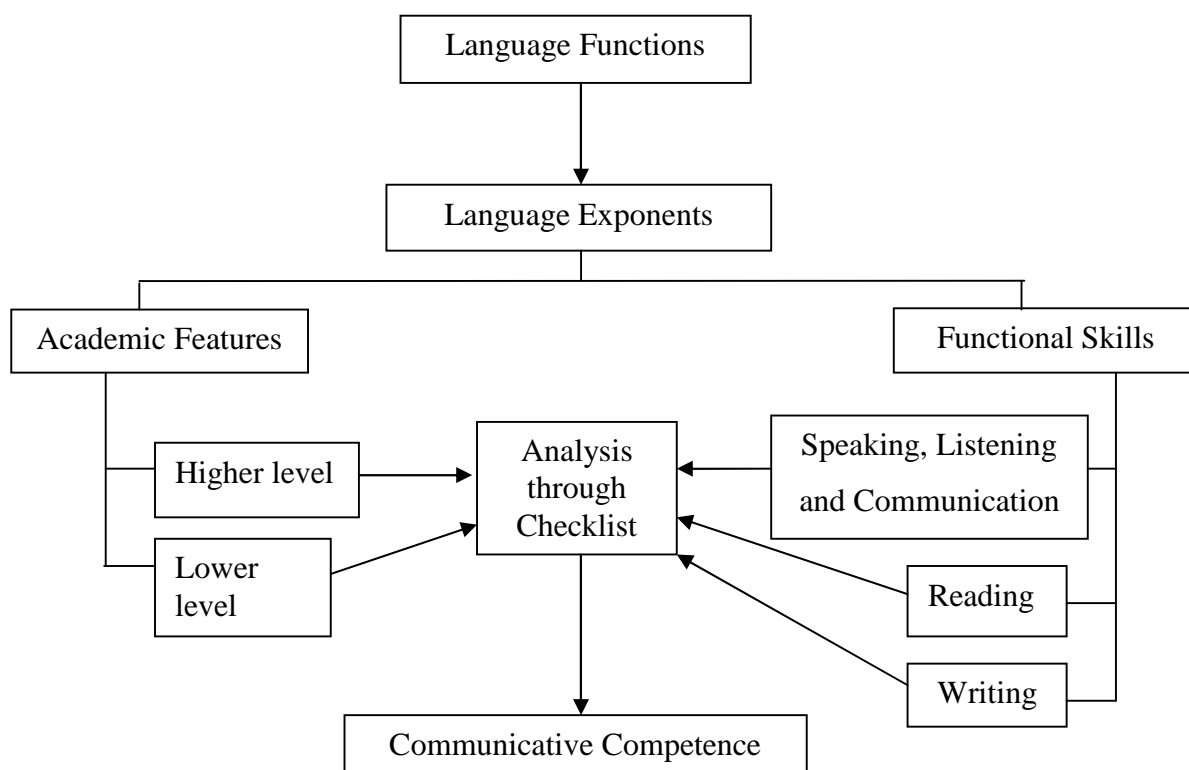 Language Functions
Language Exponents
Academic Features
Functional Skills
Higher level
Lower
level
Analysis
through
Checklist
Speaking, Listening
and Communication
Reading
Writing
Communicative Competence